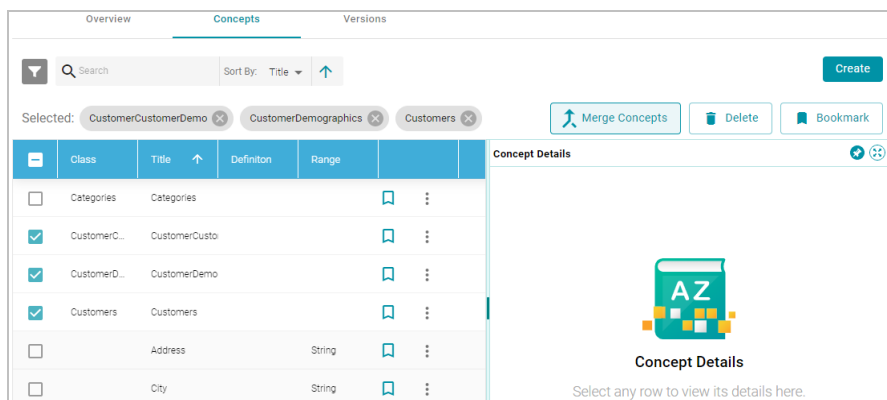 Overview Concepts Versions
Search Sort By: Title
Create
Selected: CustomerCustomerDemo CustomerDemographics Customers Merge Concepts Delete Bookmark
Class Title Definiton Range
Concept Details
Categories Categories
CustomerC... CustomerCusto
CustomerD... CustomerDemo
Customers Customers
AZ
Address String
Concept Details
City String
Select any row to view its details here.